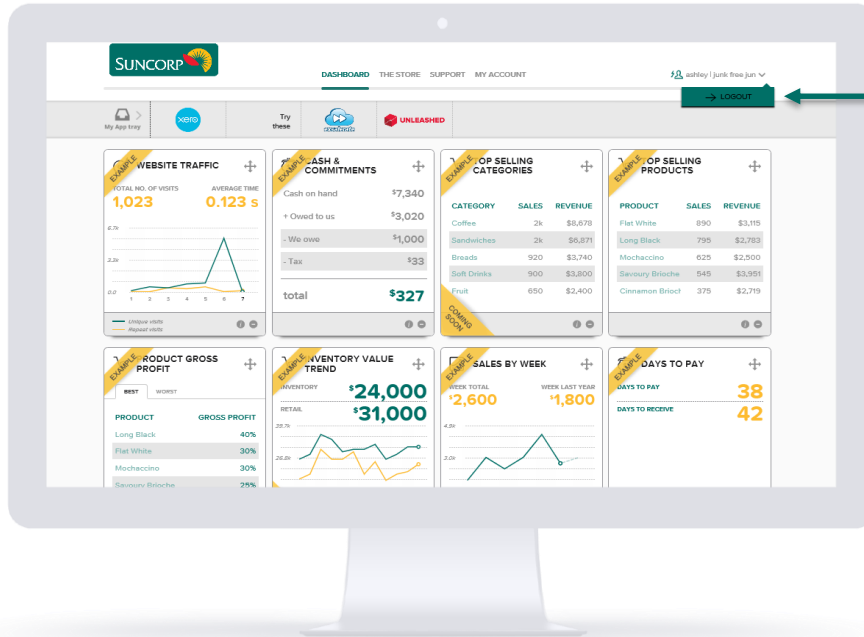 SUNCORP
DASHBOARD THE STORE SUPPORT MY ACCOUNT
ashley | junk free jun
LOGOUT
My App tray
xero
Try these
UNLEASHED
EXAMPLE
WEBSITE TRAFFIC
TOTAL NO. OF VISITS AVERAGE TIME
1,023 0.123 s
6.7k
3.3k
0.0
1 2 3 4 5 6 7
Unique visits
Repeat visits
EXAMPLE
CASH &
COMMITMENTS
Cash on hand $7,340
+ Owed to us $3,020
- We owe $1,000
- Tax $33
total $327
EXAMPLE
TOP SELLING
CATEGORIES
CATEGORY SALES REVENUE
Coffee 2k $8,678
Sandwiches 2k $6,871
Breads 920 $3,740
Soft Drinks 900 $3,800
Fruit 650 $2,400
COMING SOON
EXAMPLE
TOP SELLING
PRODUCTS
PRODUCT SALES REVENUE
Flat White 890 $3,115
Long Black 795 $2,783
Mochaccino 625 $2,500
Savoury Brioche 545 $3,951
Cinnamon Brioch 375 $2,719
EXAMPLE
PRODUCT GROSS
PROFIT
BEST WORST
PRODUCT GROSS PROFIT
Long Black 40%
Flat White 30%
Mochaccino 30%
Savoury Brioche 25%
EXAMPLE
INVENTORY VALUE
TREND
INVENTORY $24,000
RETAIL $31,000
39.7k
26.8k
EXAMPLE
SALES BY WEEK
WEEK TOTAL WEEK LAST YEAR
$2,600 $1,800
4.9k
3.0k
EXAMPLE
DAYS TO PAY
DAYS TO PAY 38
DAYS TO RECEIVE 42